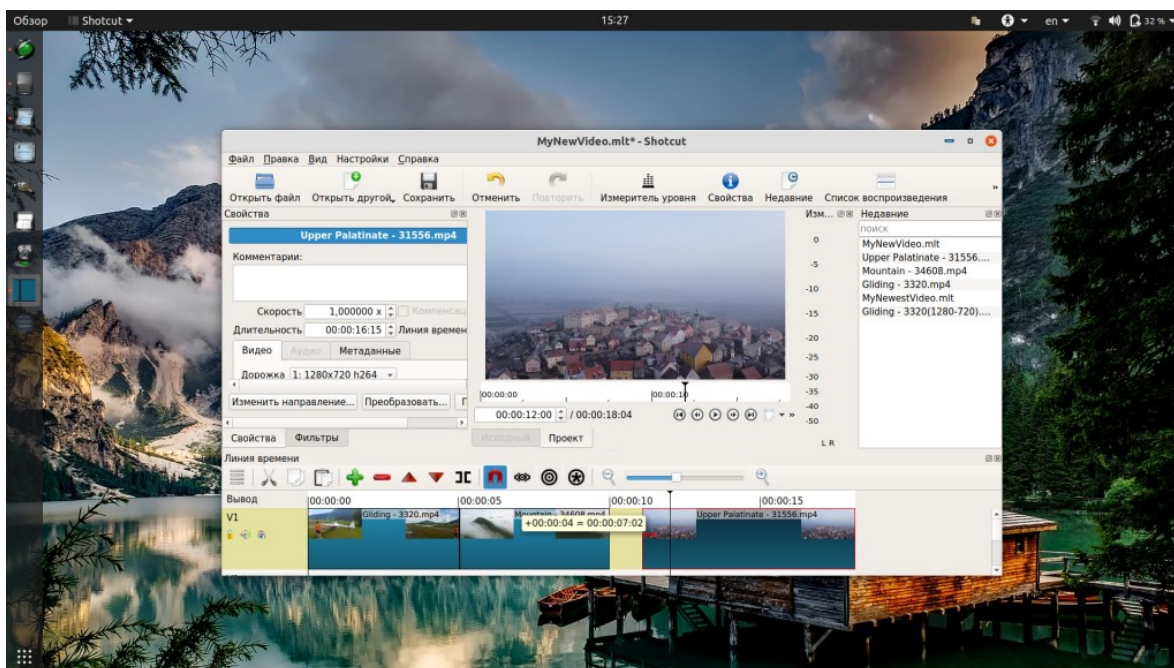 Обзор Shotcut 15:27 en 32 %
MyNewVideo.mlt* - Shotcut
Файл Правка Вид Настройки Справка
Открыть файл Открыть другой, Сохранить Отменить Повторить Измеритель уровня Свойства Недавние Список воспроизведения »
Свойства
Upper Palatinate - 31556.mp4
Комментарии:
Скорость 1,000000 x Компенсац
Длительность 00:00:16:15 Линия времен
Видео Аудио Метаданные
Дорожка 1: 1280x720 h264
Изменить направление... Преобразовать...
Свойства Фильтры
00:00:00 00:00:10
00:00:12:00 / 00:00:18:04 »
Исходный Проект
Изм...
0
-5
-10
-15
-20
-25
-30
-35
-40
-50
L R
Недавние
поиск
MyNewVideo.mlt
Upper Palatinate - 31556....
Mountain - 34608.mp4
Gliding - 3320.mp4
MyNewestVideo.mlt
Gliding - 3320(1280-720)....
Линия времени
Вывод 00:00:00 00:00:05 00:00:10 00:00:15
V1 Gliding - 3320.mp4 Mountain - 34608.mp4 Upper Palatinate - 31556.mp4
+00:00:04 = 00:00:07:02